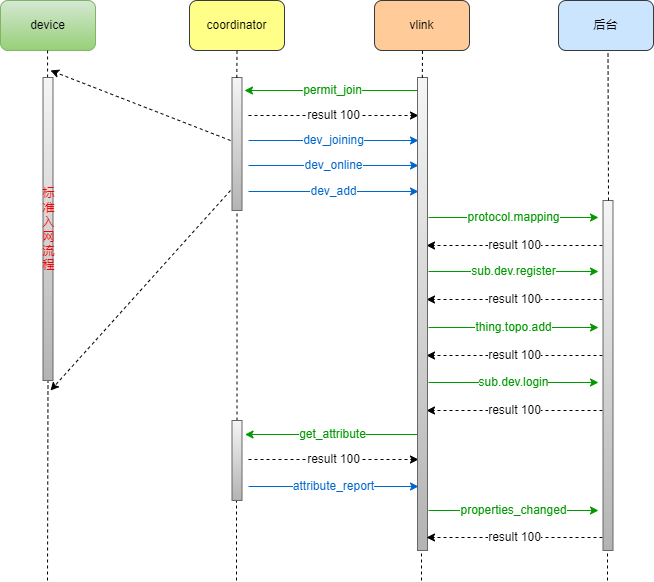 device
coordinator
vlink
后台
permit_join
result 100
dev_joining
dev_online
dev_add
标准入网流程
protocol.mapping
result 100
sub.dev.register
result 100
thing.topo.add
result 100
sub.dev.login
result 100
get_attribute
result 100
attribute_report
properties_changed
result 100